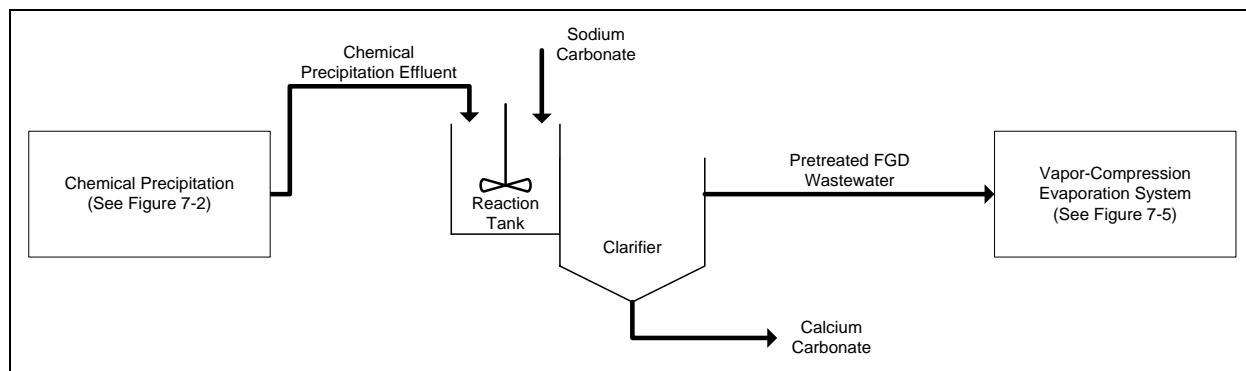 Chemical
Precipitation Effluent
Sodium
Carbonate
Chemical Precipitation
(See Figure 7-2)
Reaction
Tank
Clarifier
Pretreated FGD
Wastewater
Vapor-Compression
Evaporation System
(See Figure 7-5)
Calcium
Carbonate